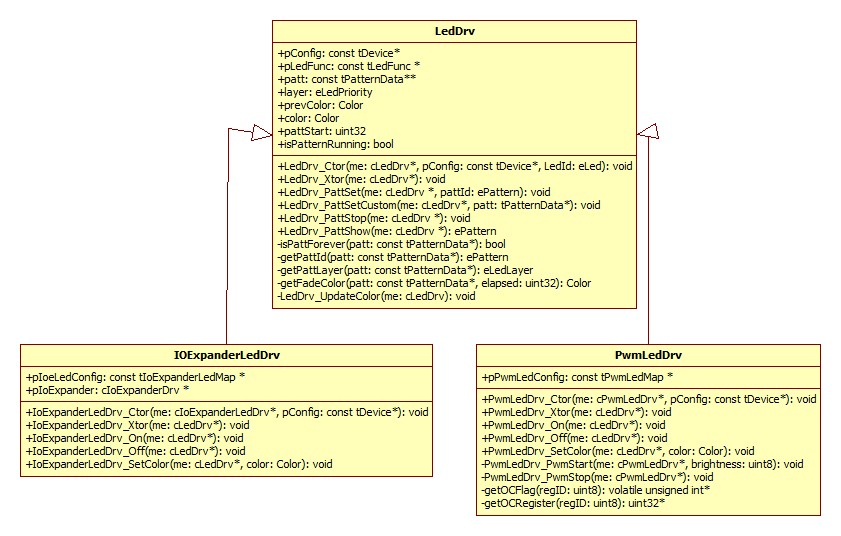 LedDrv
+pConfig: const tDevice*
+pLedFunc: const tLedFunc *
+patt: const tPatternData**
+layer: eLedPriority
+prevColor: Color
+color: Color
+pattStart: uint32
+isPatternRunning: bool
+LedDrv_Ctor(me: cLedDrv*, pConfig: const tDevice*, LedId: eLed): void
+LedDrv_Xtor(me: cLedDrv*): void
+LedDrv_PattSet(me: cLedDrv *, pattId: ePattern): void
+LedDrv_PattSetCustom(me: cLedDrv*, patt: tPatternData*): void
+LedDrv_PattStop(me: cLedDrv *): void
+LedDrv_PattShow(me: cLedDrv *): ePattern
-isPattForever(patt: const tPatternData*): bool
-getPattId(patt: const tPatternData*): ePattern
-getPattLayer(patt: const tPatternData*): eLedLayer
-getFadeColor(patt: const tPatternData*, elapsed: uint32): Color
-LedDrv_UpdateColor(me: cLedDrv): void
IOExpanderLedDrv
+pIoeLedConfig: const tIoExpanderLedMap *
+pIoExpander: cIoExpanderDrv *
+IoExpanderLedDrv_Ctor(me: cIoExpanderLedDrv*, pConfig: const tDevice*): void
+IoExpanderLedDrv_Xtor(me: cLedDrv*): void
+IoExpanderLedDrv_On(me: cLedDrv*): void
+IoExpanderLedDrv_Off(me: cLedDrv*): void
+IoExpanderLedDrv_SetColor(me: cLedDrv*, color: Color): void
PwmLedDrv
+pPwmLedConfig: const tPwmLedMap *
+PwmLedDrv_Ctor(me: cPwmLedDrv*, pConfig: const tDevice*): void
+PwmLedDrv_Xtor(me: cLedDrv*): void
+PwmLedDrv_On(me: cLedDrv*): void
+PwmLedDrv_Off(me: cLedDrv*): void
+PwmLedDrv_SetColor(me: cLedDrv*, color: Color): void
-PwmLedDrv_PwmStart(me: cPwmLedDrv*, brightness: uint8): void
-PwmLedDrv_PwmStop(me: cPwmLedDrv*): void
-getOCFlag(regID: uint8): volatile unsigned int*
-getOCRegister(regID: uint8): uint32*